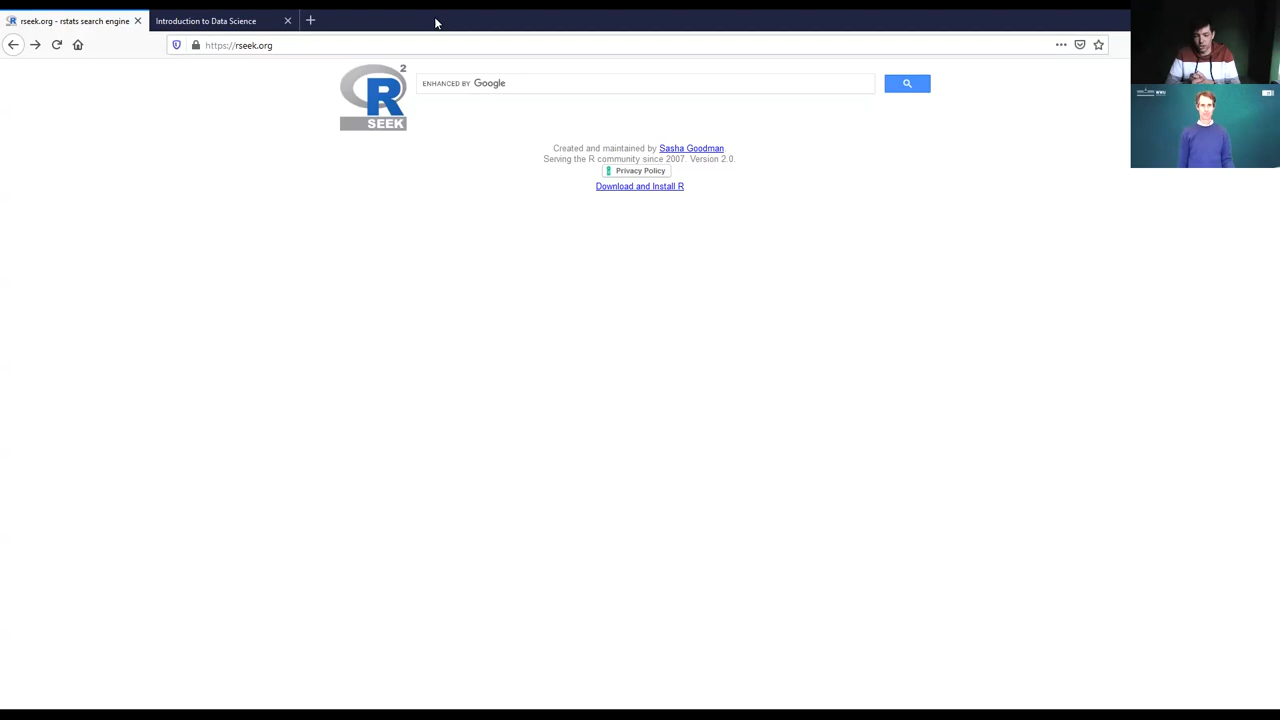 rseek.org - rstats search engine
Introduction to Data Science
https://rseek.org
2
R
SEEK
ENHANCED BY Google
Created and maintained by Sasha Goodman.
Serving the R community since 2007. Version 2.0.
Privacy Policy
Download and Install R
WWU